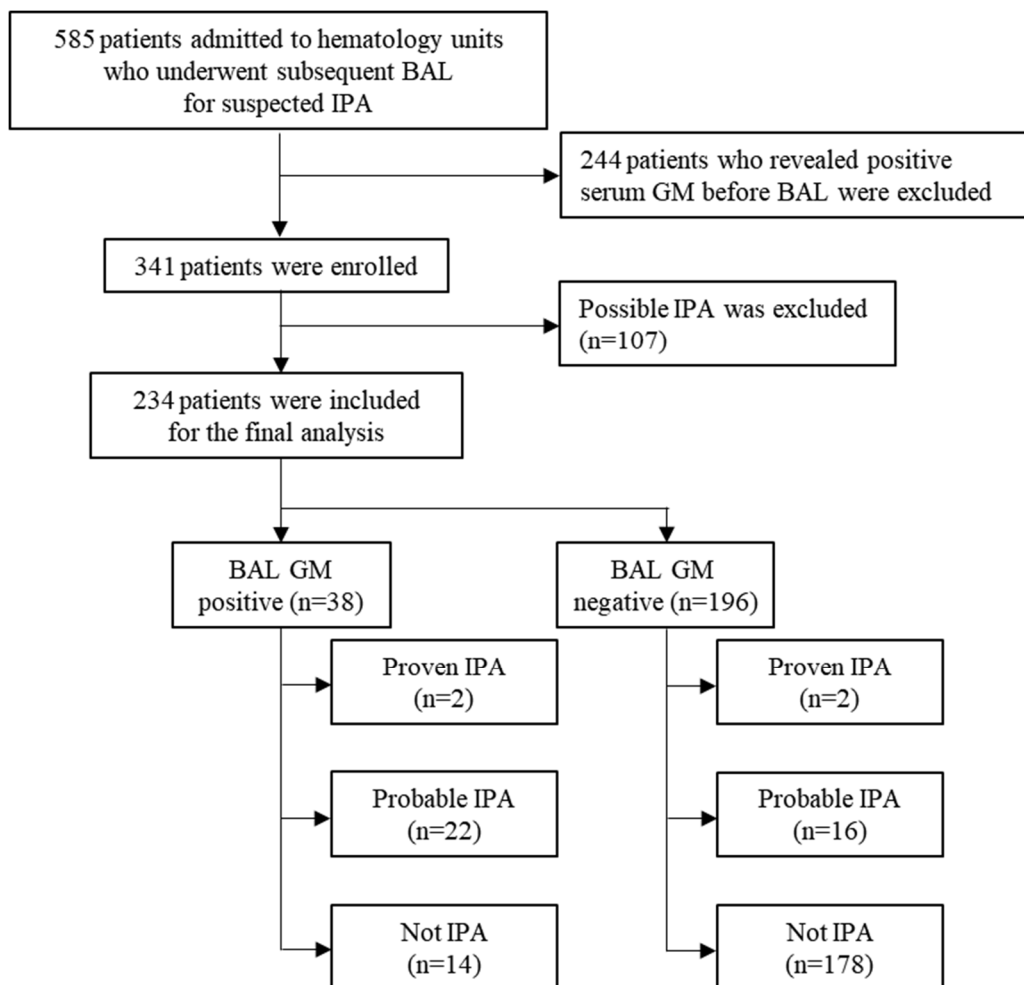 585 patients admitted to hematology units
who underwent subsequent BAL
for suspected IPA
244 patients who revealed positive
serum GM before BAL were excluded
341 patients were enrolled
Possible IPA was excluded
(n=107)
234 patients were included
for the final analysis
BAL GM
positive (n=38)
BAL GM
negative (n=196)
Proven IPA
(n=2)
Proven IPA
(n=2)
Probable IPA
(n=22)
Probable IPA
(n=16)
Not IPA
(n=14)
Not IPA
(n=178)